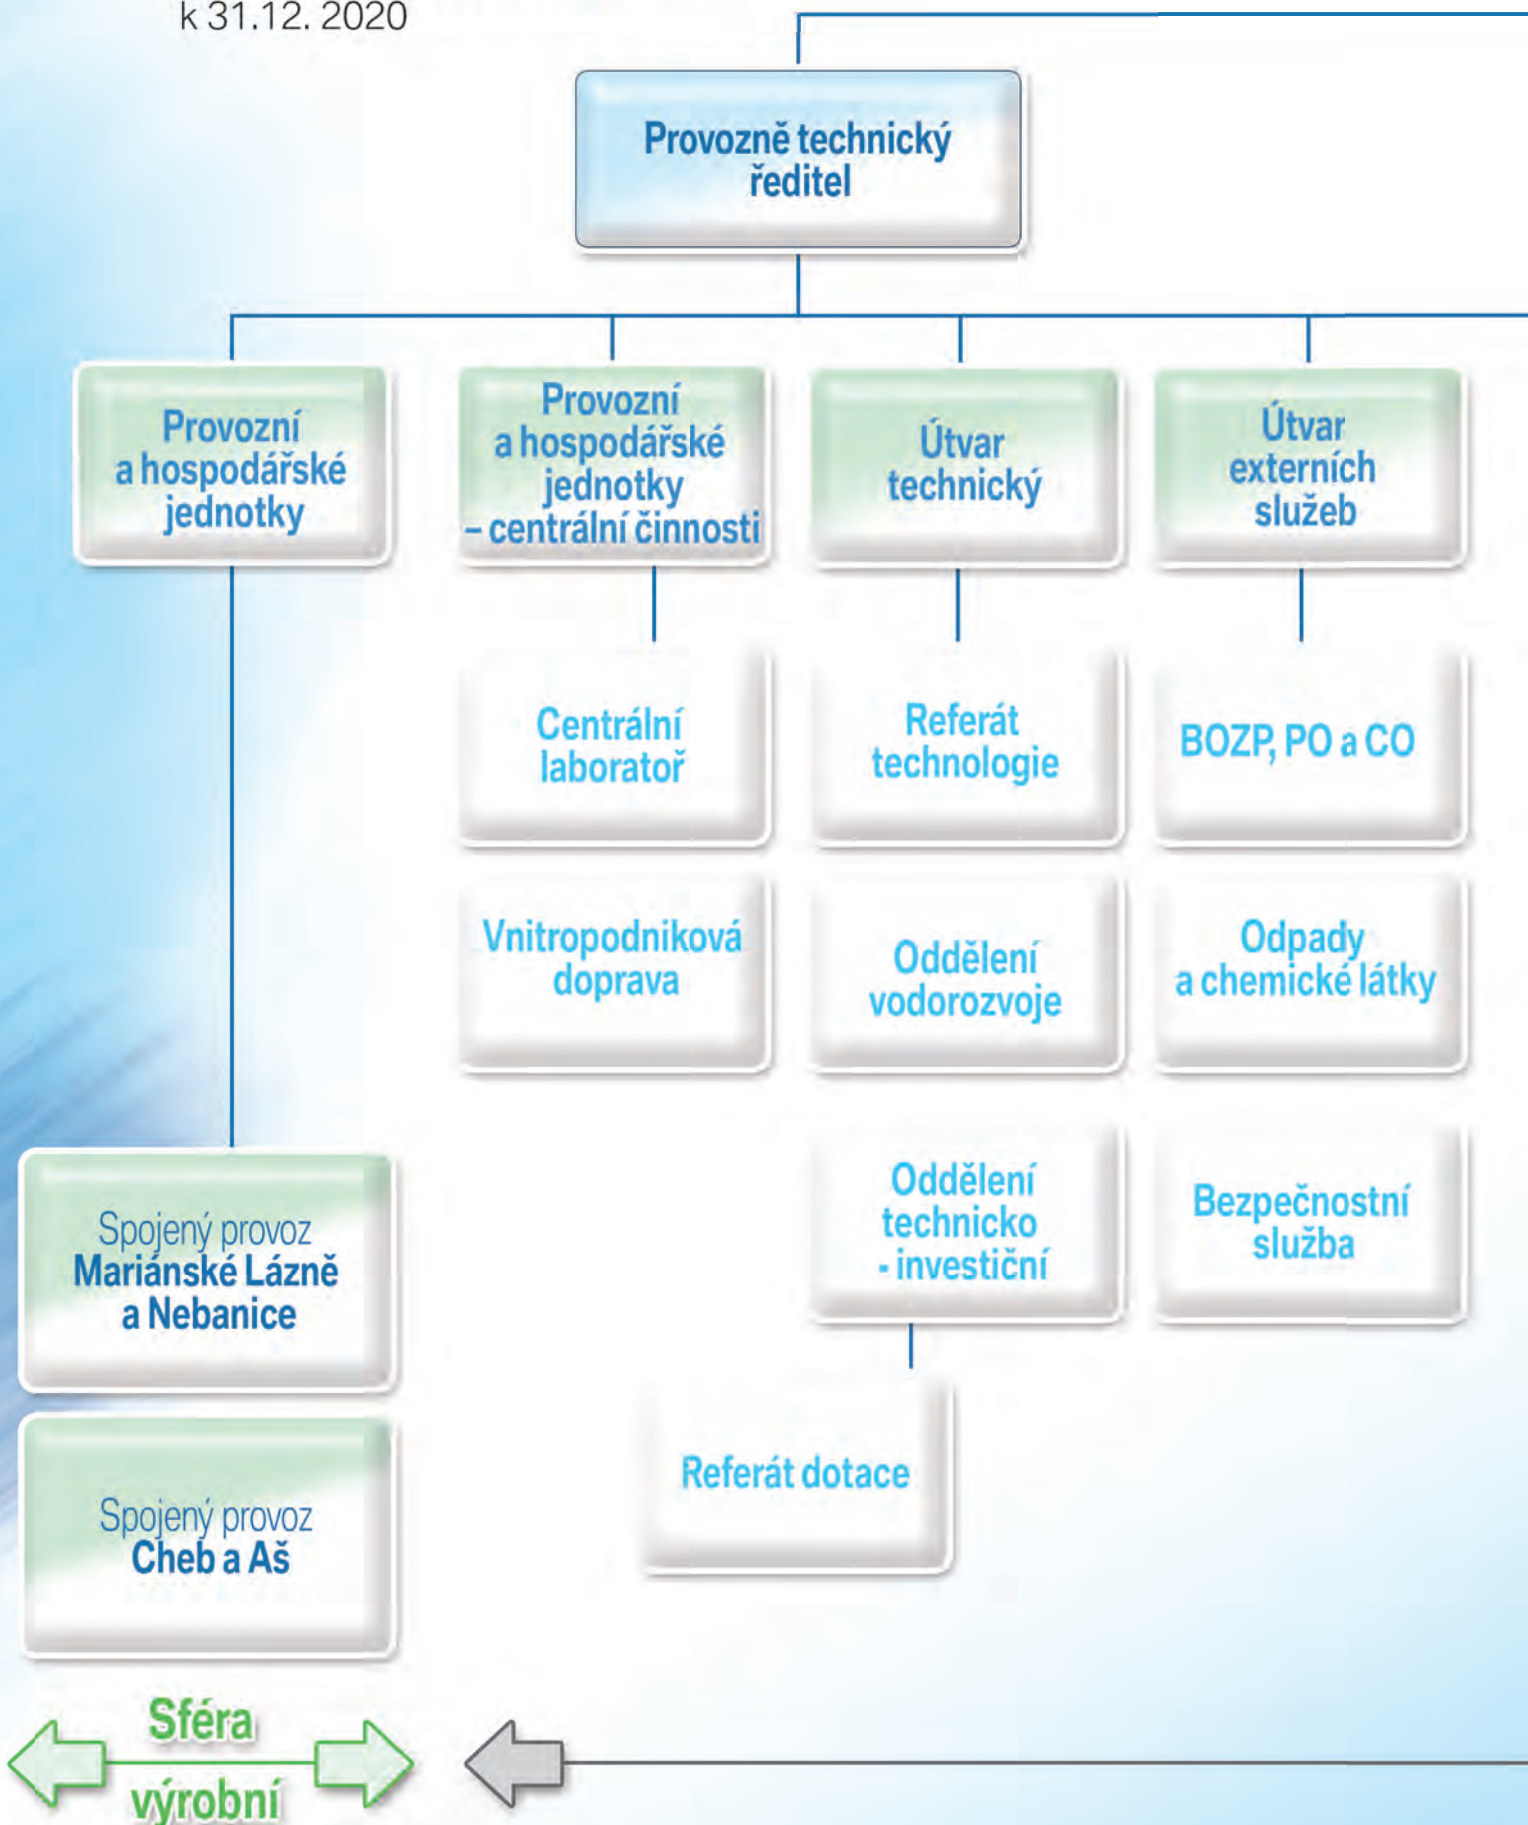 k 31.12. 2020
Provozně technický
ředitel
Provozní
a hospodářské
jednotky
Provozní
a hospodářské
jednotky
– centrální činnosti
Útvar
technický
Útvar
externích
služeb
Centrální
laboratoř
Referát
technologie
BOZP, PO a CO
Vnitropodniková
doprava
Oddělení
vodorozvoje
Odpady
a chemické látky
Spojený provoz
Mariánské Lázně
a Nebanice
Oddělení
technicko
- investiční
Bezpečnostní
služba
Spojený provoz
Cheb a Aš
Referát dotace
Sféra
výrobní